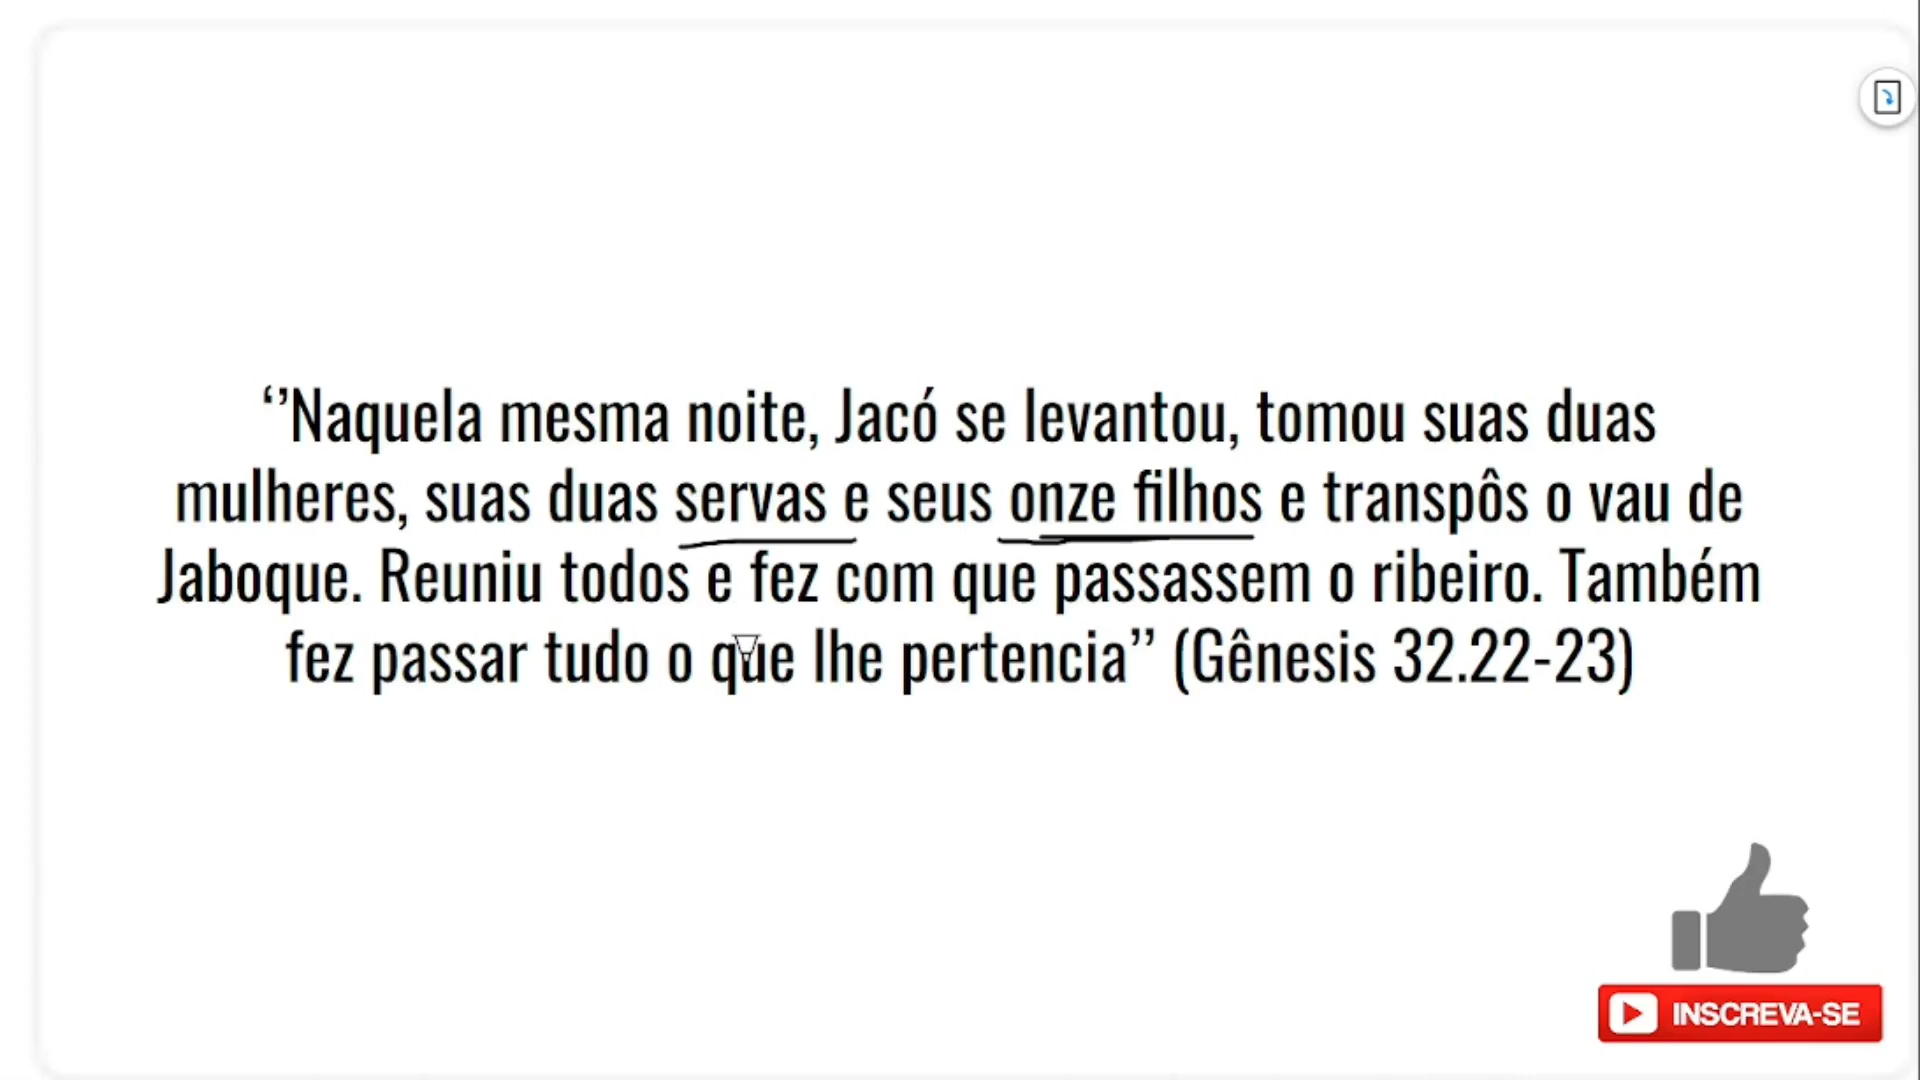 ‘’Naquela mesma noite, Jacó se levantou, tomou suas duas
mulheres, suas duas servas e seus onze filhos e transpôs o vau de
Jaboque. Reuniu todos e fez com que passassem o ribeiro. Também
fez passar tudo o que lhe pertencia’’ (Gênesis 32.22-23)
INSCREVA-SE